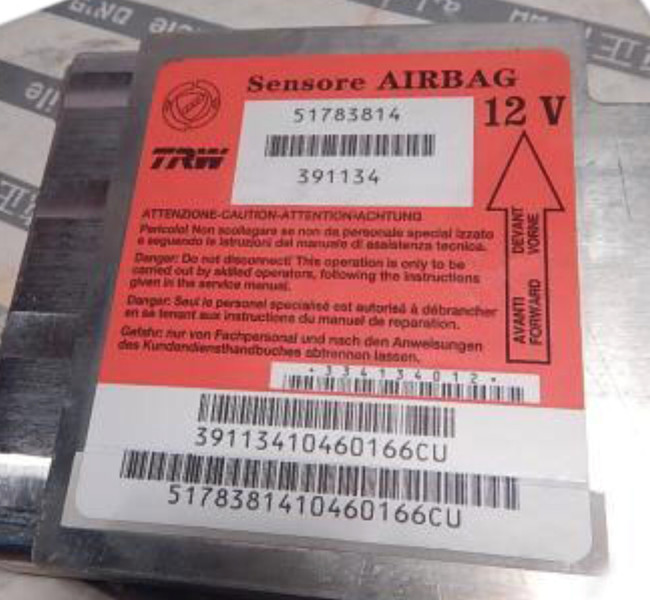 Sensore AIRBAG
51783814
12 V
TRW
391134
ATTENZIONE-CAUTION-ATTENTION-ACHTUNG
Pericolo! Non scollegare se non da personale special izzato
e seguendo le istruzioni del manuale di assistenza tecnica.
Danger: Do not disconnect! This operation is only to be
carried out by skilled operators, following the instructions
given in the service manual.
Danger: Seul le personel specialisé est autorisé à débrancher
en se tenant aux instructions du manuel de reparation.
Gefahr: nur von Fachpersonal und nach den Anweisungen
des Kundendiensthandbuches abtrennen lassen.
AVANTI DEVANT
FORWARD VORNE
*334134012*
39113410460166CU
5178381410460166CU